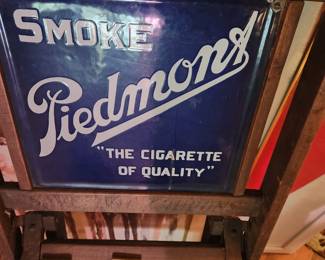 SMOKE
Piedmont
"THE CIGARETTE
OF QUALITY"